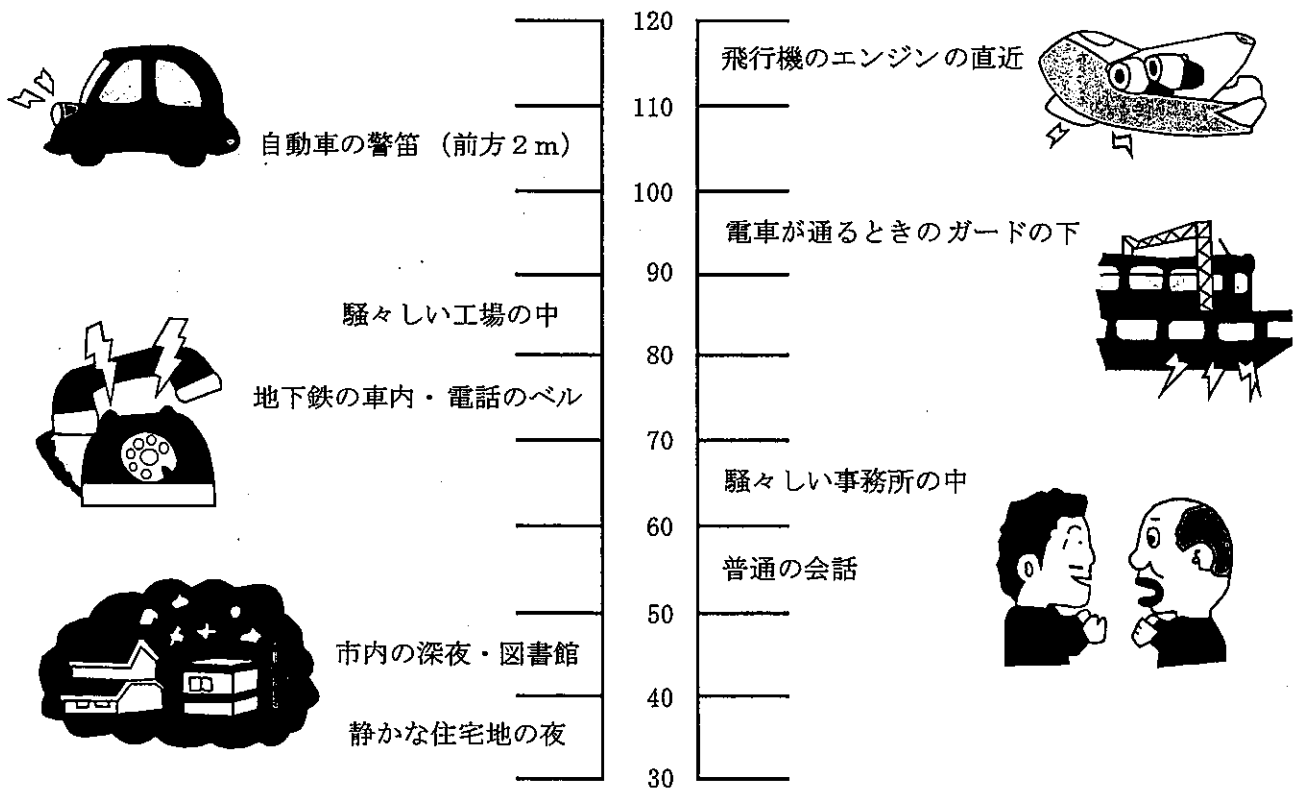 120
飛行機のエンジンの直近
110
自動車の警笛（前方２ｍ）
100
電車が通るときのガードの下
90
騒々しい工場の中
80
地下鉄の車内・電話のベル
70
騒々しい事務所の中
60
普通の会話
50
市内の深夜・図書館
40
静かな住宅地の夜
30